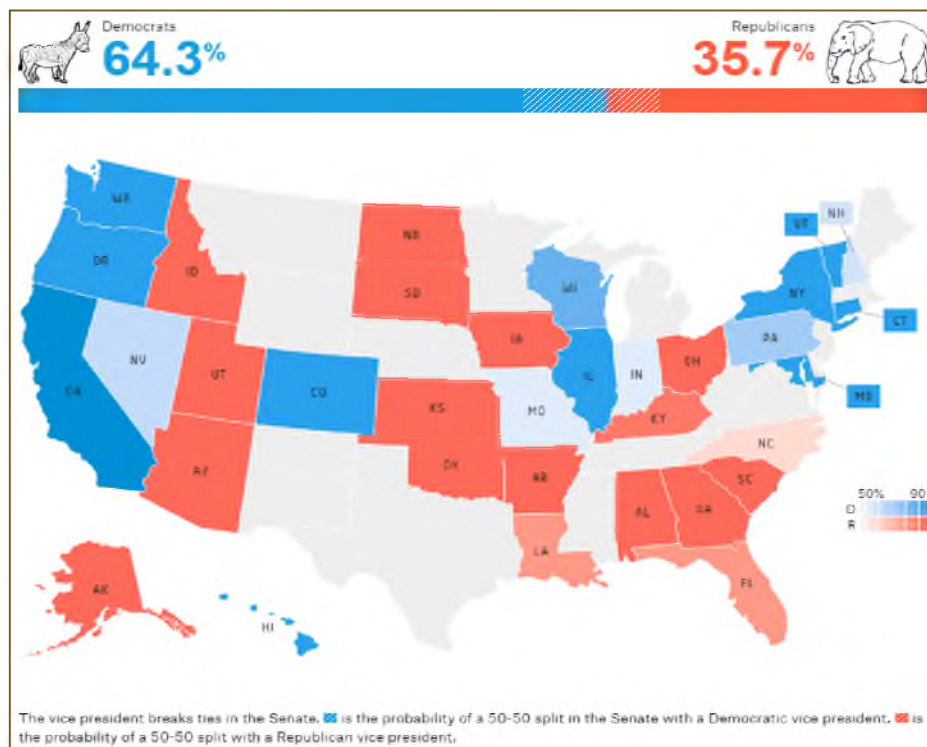 Democrats
64.3%
Republicans
35.7%
WA
OR
CA
NV
ID
UT
AZ
CO
ND
SD
KS
OK
IA
MO
AR
LA
WI
IL
IN
OH
KY
AL
GA
SC
NC
FL
PA
NY
VT
NH
CT
MD
AK
HI
50% 90
D
R
The vice president breaks ties in the Senate. is the probability of a 50-50 split in the Senate with a Democratic vice president. is
the probability of a 50-50 split with a Republican vice president.